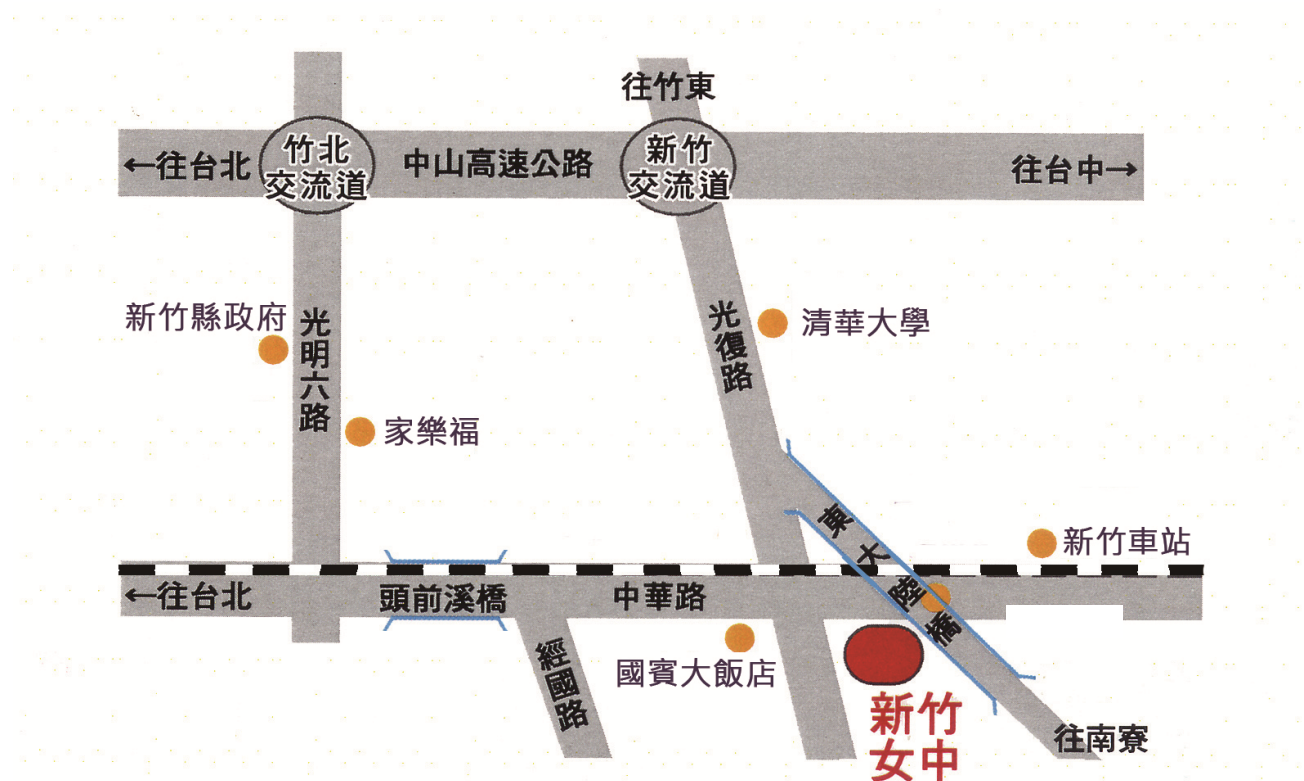 往竹東
←往台北
竹北
交流道
中山高速公路
新竹
交流道
往台中→
新竹縣政府
光明六路
光復路
清華大學
家樂福
東大陸橋
新竹車站
←往台北
頭前溪橋
中華路
經國路
國賓大飯店
新竹
女中
往南寮